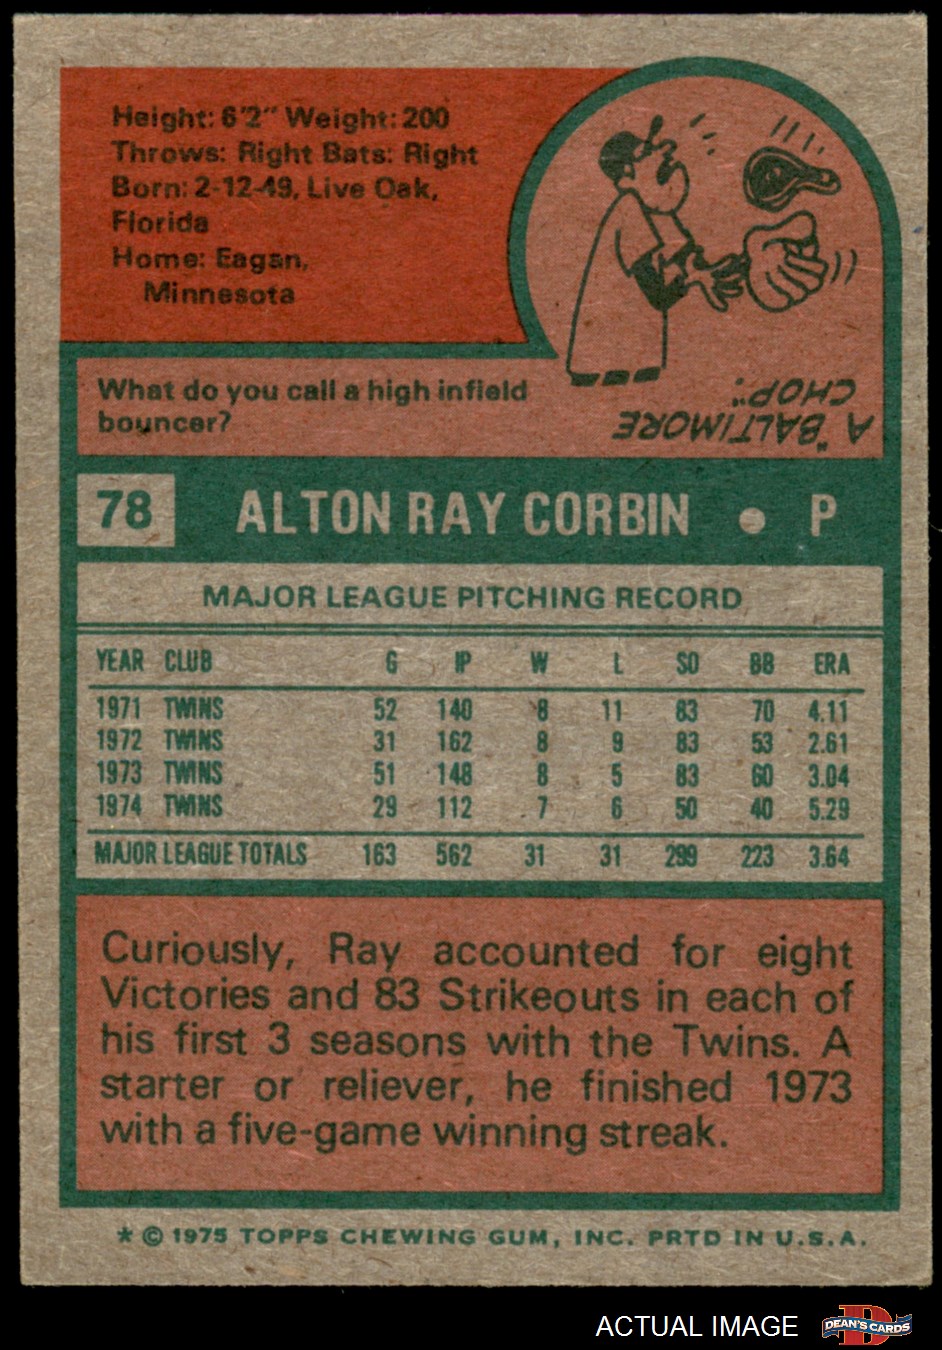 Height: 6'2" Weight: 200
Throws: Right Bats: Right
Born: 2-12-49, Live Oak,
Florida
Home: Eagan,
Minnesota
What do you call a high infield
bouncer?
A "BALTIMORE
CHOP".
78 ALTON RAY CORBIN • P
MAJOR LEAGUE PITCHING RECORD
YEAR CLUB G IP W L SO BB ERA
1971 TWINS 52 140 8 11 83 70 4.11
1972 TWINS 31 162 8 9 83 53 2.61
1973 TWINS 51 148 8 5 83 60 3.04
1974 TWINS 29 112 7 6 50 40 5.29
MAJOR LEAGUE TOTALS 163 562 31 31 299 223 3.64
Curiously, Ray accounted for eight
Victories and 83 Strikeouts in each of
his first 3 seasons with the Twins. A
starter or reliever, he finished 1973
with a five-game winning streak.
* © 1975 TOPPS CHEWING GUM, INC. PRTD IN U.S.A.
ACTUAL IMAGE D DEAN'S CARDS